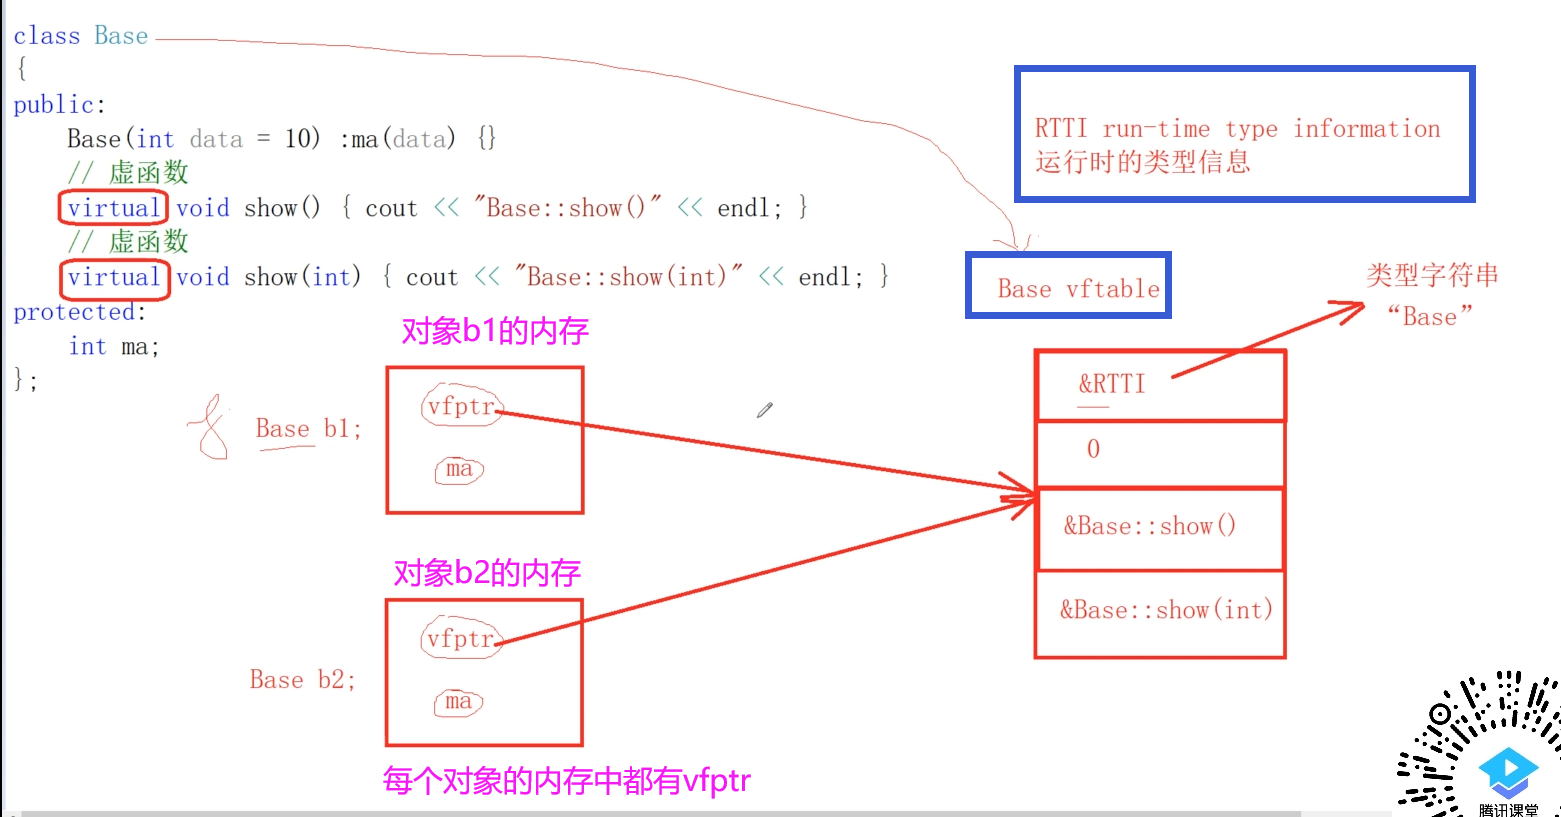 class Base
{
public:
    Base(int data = 10) :ma(data) {}
    // 虚函数
    virtual void show() { cout << "Base::show()" << endl; }
    // 虚函数
    virtual void show(int) { cout << "Base::show(int)" << endl; }
protected:
    int ma;
};
RTTI run-time type information
运行时的类型信息
Base vftable
类型字符串
“Base”
对象b1的内存
Base b1;
vfptr
ma
&RTTI
0
&Base::show()
&Base::show(int)
对象b2的内存
Base b2;
vfptr
ma
每个对象的内存中都有vfptr
腾讯课堂